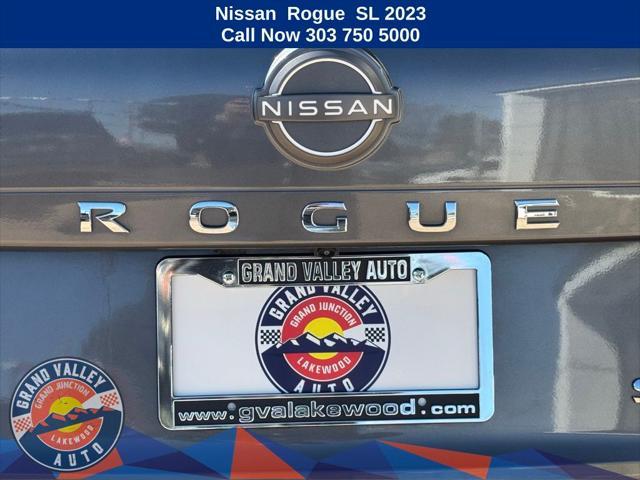 Nissan Rogue SL 2023
Call Now 303 750 5000
NISSAN
ROGUE
GRAND VALLEY AUTO
GRAND VALLEY
GRAND JUNCTION
LAKEWOOD
AUTO
www.gvalakewood.com
S
GRAND VALLEY
GRAND JUNCTION
LAKEWOOD
AUTO